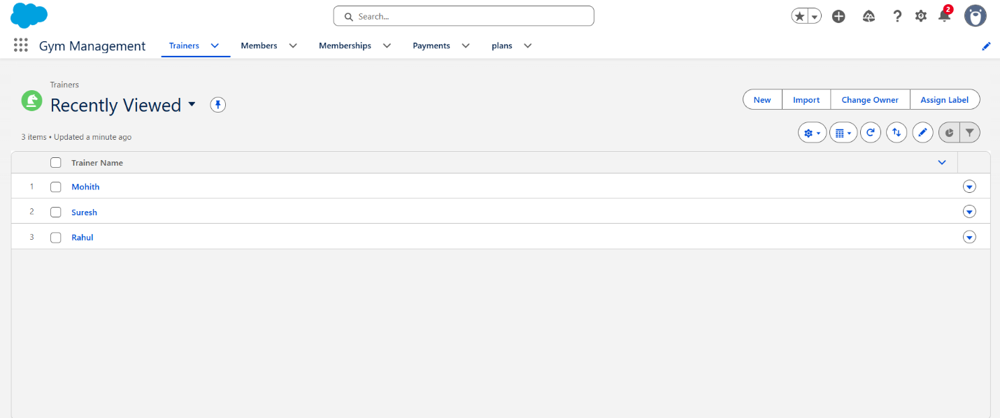 Search...
2
Gym Management Trainers Members Memberships Payments plans
Trainers
Recently Viewed
New Import Change Owner Assign Label
3 items • Updated a minute ago
Trainer Name
1 Mohith
2 Suresh
3 Rahul